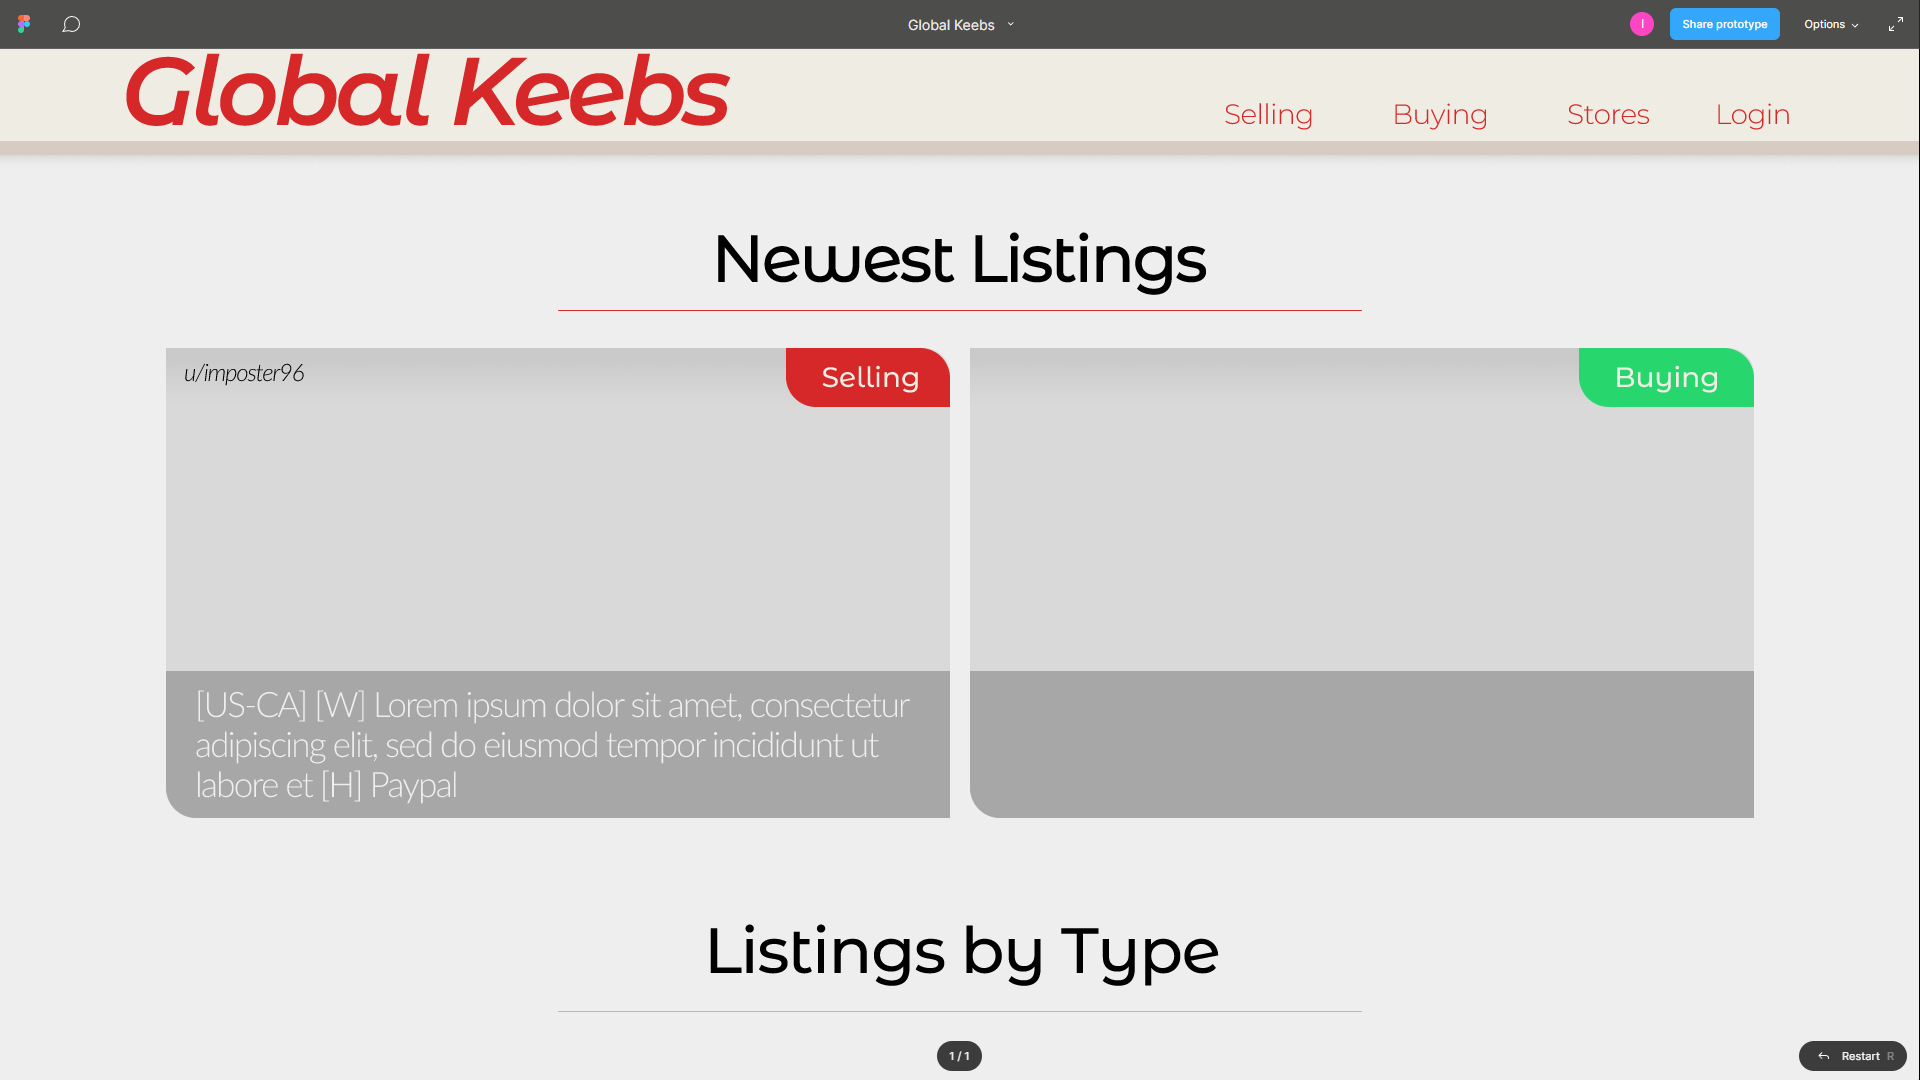 Global Keebs
I
Share prototype
Options
Global Keebs
Selling
Buying
Stores
Login
Newest Listings
u/imposter96
Selling
Buying
[US-CA] [W] Lorem ipsum dolor sit amet, consectetur
adipiscing elit, sed do eiusmod tempor incididunt ut
labore et [H] Paypal
Listings by Type
1 / 1
Restart R